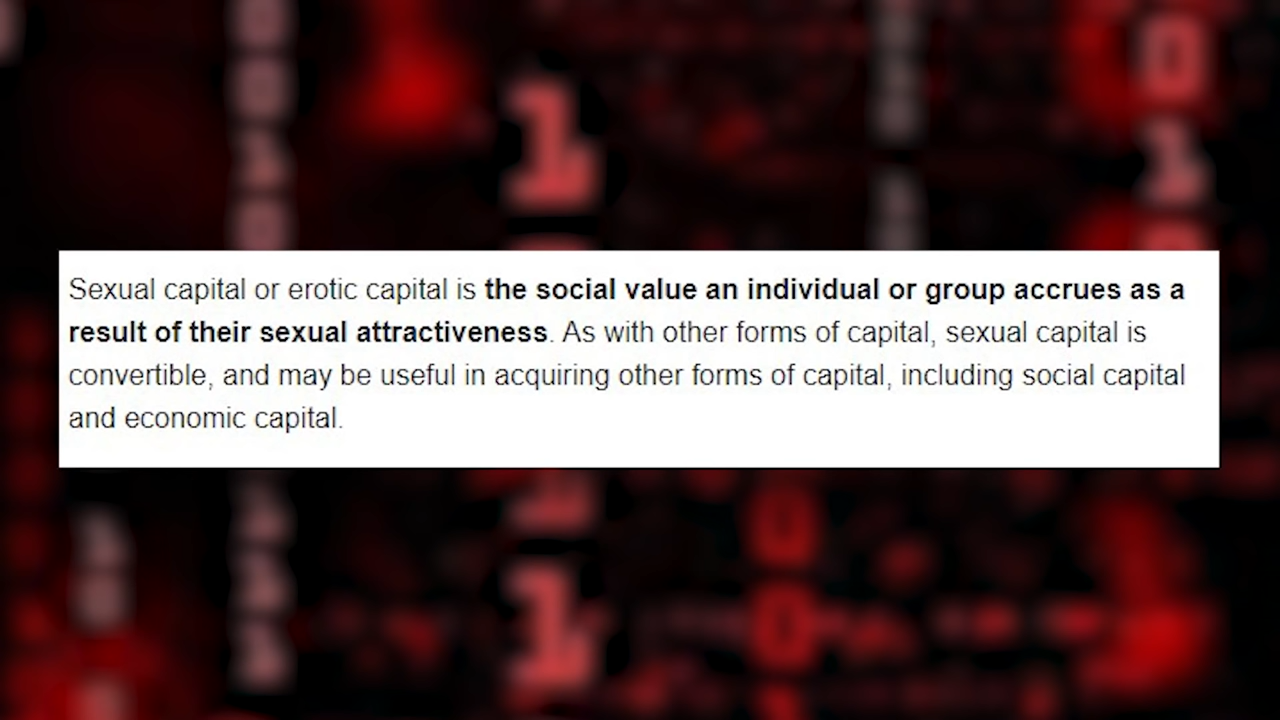 Sexual capital or erotic capital is the social value an individual or group accrues as a
result of their sexual attractiveness. As with other forms of capital, sexual capital is
convertible, and may be useful in acquiring other forms of capital, including social capital
and economic capital.